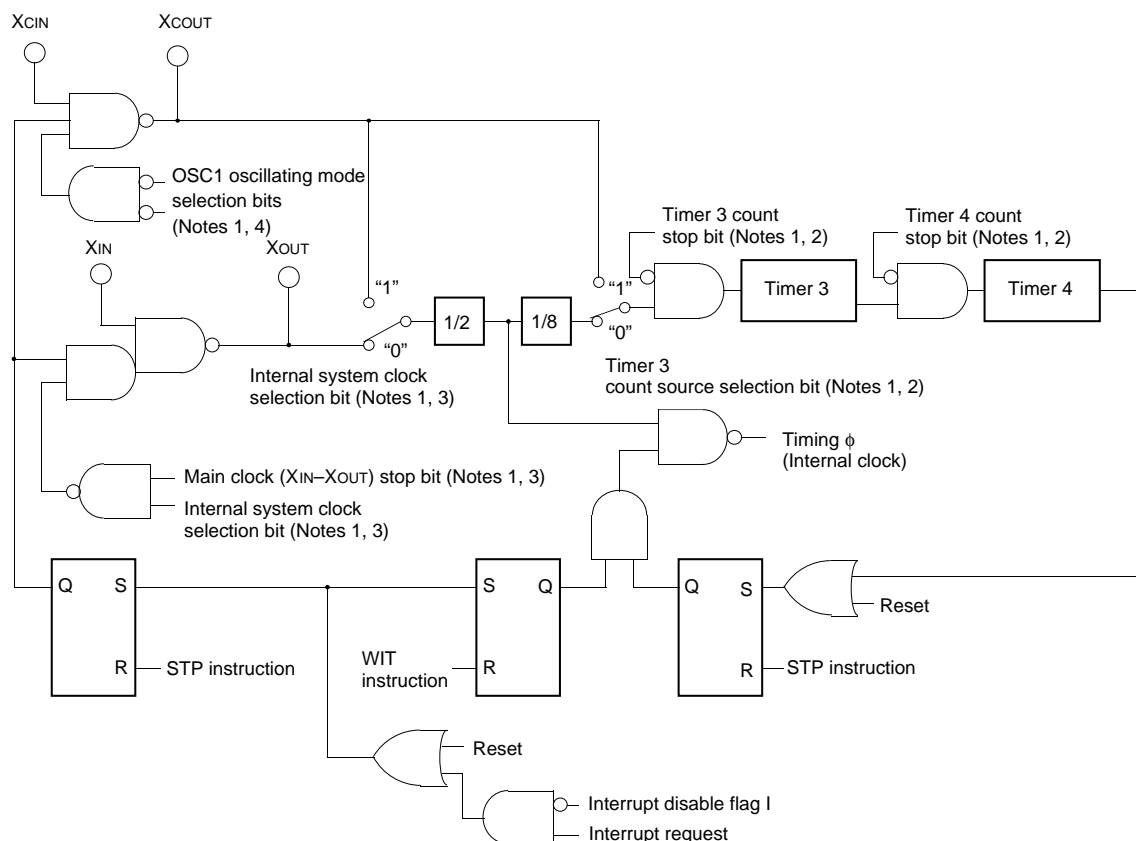 XCIN
XCOUT
OSC1 oscillating mode
selection bits
(Notes 1, 4)
XIN
XOUT
"1"
"0"
Internal system clock
selection bit (Notes 1, 3)
1/2
1/8
"1"
"0"
Timer 3
count source selection bit (Notes 1, 2)
Timer 3 count
stop bit (Notes 1, 2)
Timer 3
Timer 4 count
stop bit (Notes 1, 2)
Timer 4
Timing ϕ
(Internal clock)
Main clock (XIN–XOUT) stop bit (Notes 1, 3)
Internal system clock
selection bit (Notes 1, 3)
Q S
R
STP instruction
S Q
R
WIT
instruction
Q S
R
Reset
STP instruction
Reset
Interrupt disable flag I
Interrupt request